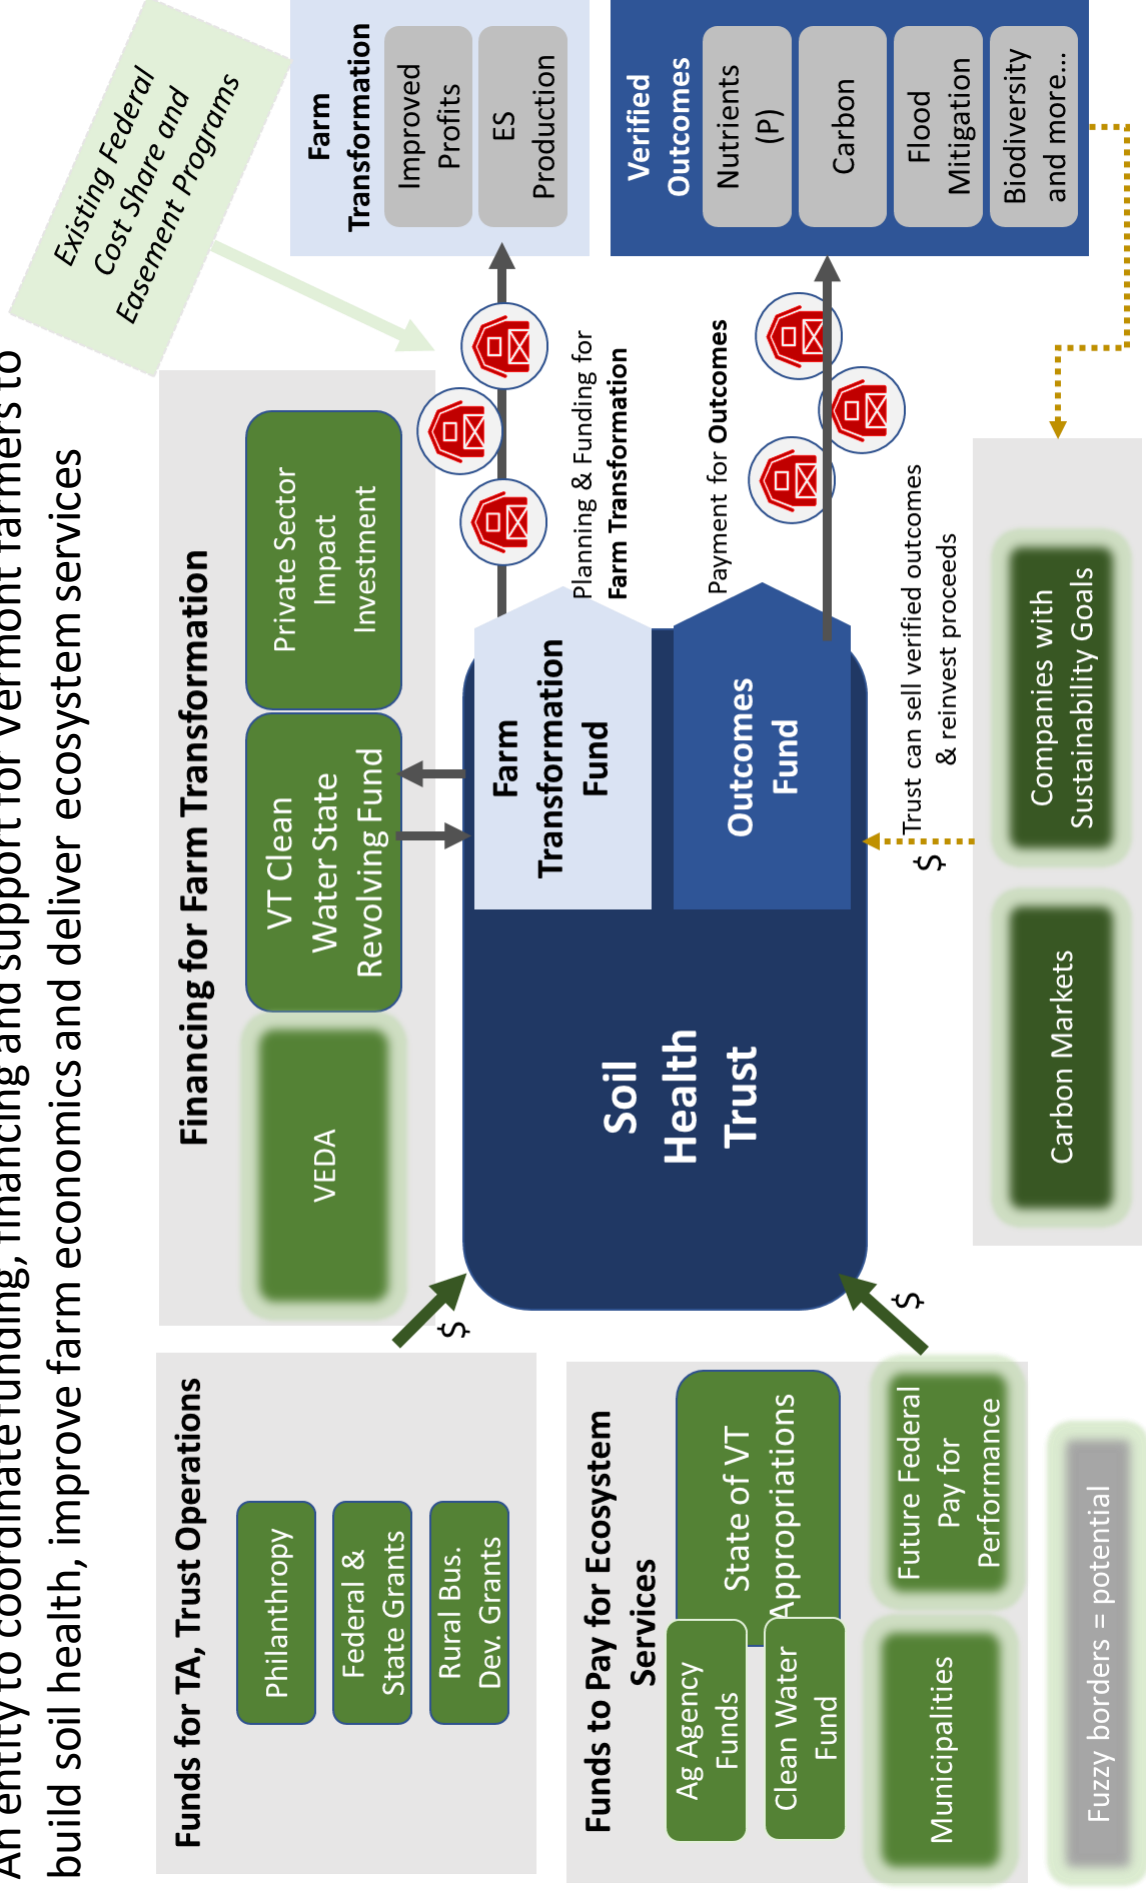 An entity to coordinate funding, financing and support for Vermont farmers to
build soil health, improve farm economics and deliver ecosystem services
Existing Federal
Cost Share and
Easement Programs
Funds for TA, Trust Operations
Philanthropy
Federal &
State Grants
Rural Bus.
Dev. Grants
$
Financing for Farm Transformation
VEDA
VT Clean
Water State
Revolving Fund
Private Sector
Impact
Investment
Farm
Transformation
Improved
Profits
ES
Production
Soil
Health
Trust
Farm
Transformation
Fund
Planning & Funding for
Farm Transformation
Outcomes
Fund
Payment for Outcomes
Verified
Outcomes
Nutrients
(P)
Carbon
Flood
Mitigation
Biodiversity
and more...
Funds to Pay for Ecosystem
Services
State of VT
Appropriations
Ag Agency
Funds
Clean Water
Fund
Municipalities
Future Federal
Pay for
Performance
$
$
Trust can sell verified outcomes
& reinvest proceeds
Carbon Markets
Companies with
Sustainability Goals
Fuzzy borders = potential